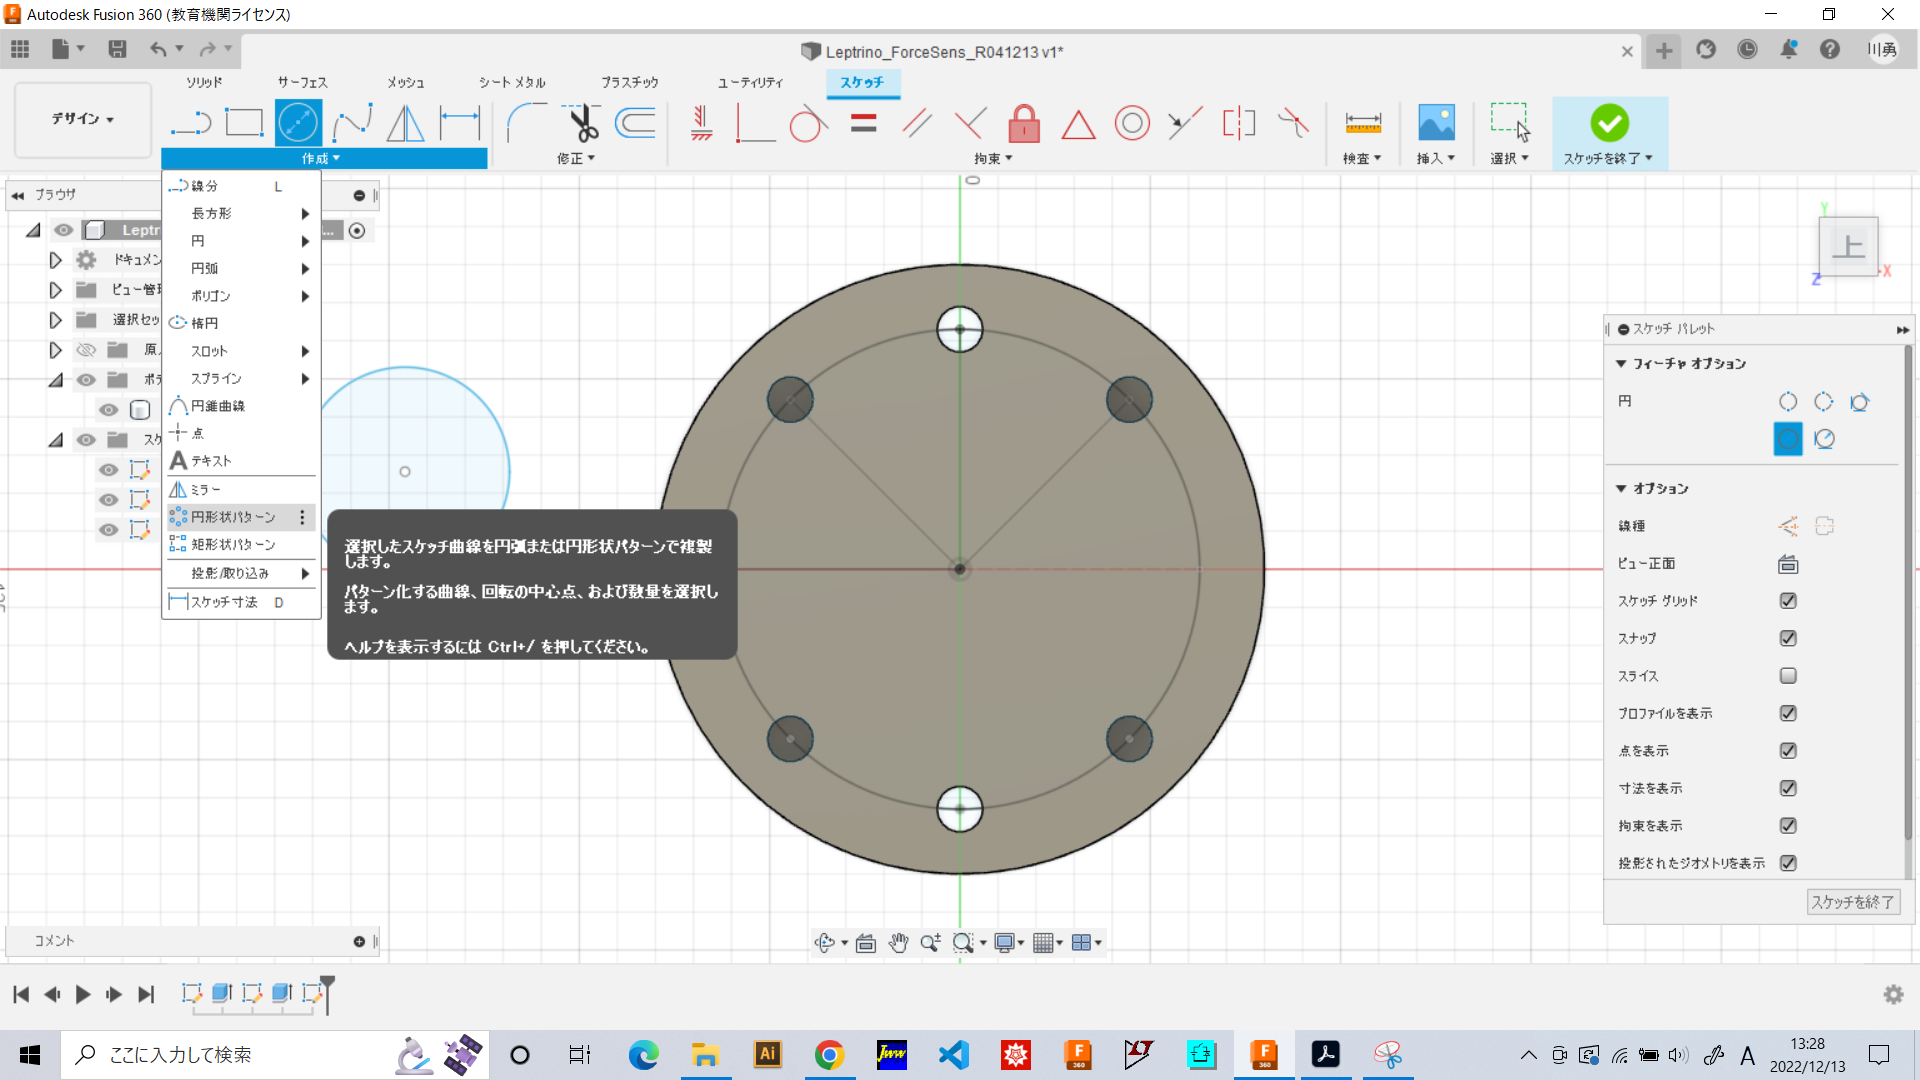 Autodesk Fusion 360 (教育機関ライセンス)
Leptrino_ForceSens_R041213 v1*
川勇
ソリッド
サーフェス
メッシュ
シート メタル
プラスチック
ユーティリティ
スケッチ
デザイン
作成
修正
拘束
検査
挿入
選択
スケッチを終了
ブラウザ
Leptr
...
ドキュメン
ビュー管理
選択セッ
原
ボデ
スケ
線分 L
長方形
円
円弧
ポリゴン
楕円
スロット
スプライン
円錐曲線
点
テキスト
ミラー
円形状パターン
矩形状パターン
投影/取り込み
スケッチ寸法 D
選択したスケッチ曲線を円弧または円形状パターンで複製
します。
パターン化する曲線、回転の中心点、および数量を選択し
ます。
ヘルプを表示するには Ctrl+/ を押してください。
0
Y
上
Z
X
スケッチ パレット
フィーチャ オプション
円
オプション
線種
ビュー正面
スケッチ グリッド
スナップ
スライス
プロファイルを表示
点を表示
寸法を表示
拘束を表示
投影されたジオメトリを表示
スケッチを終了
コメント
ここに入力して検索
Ai
Jww
F
360
F
360
A
13:28
2022/12/13